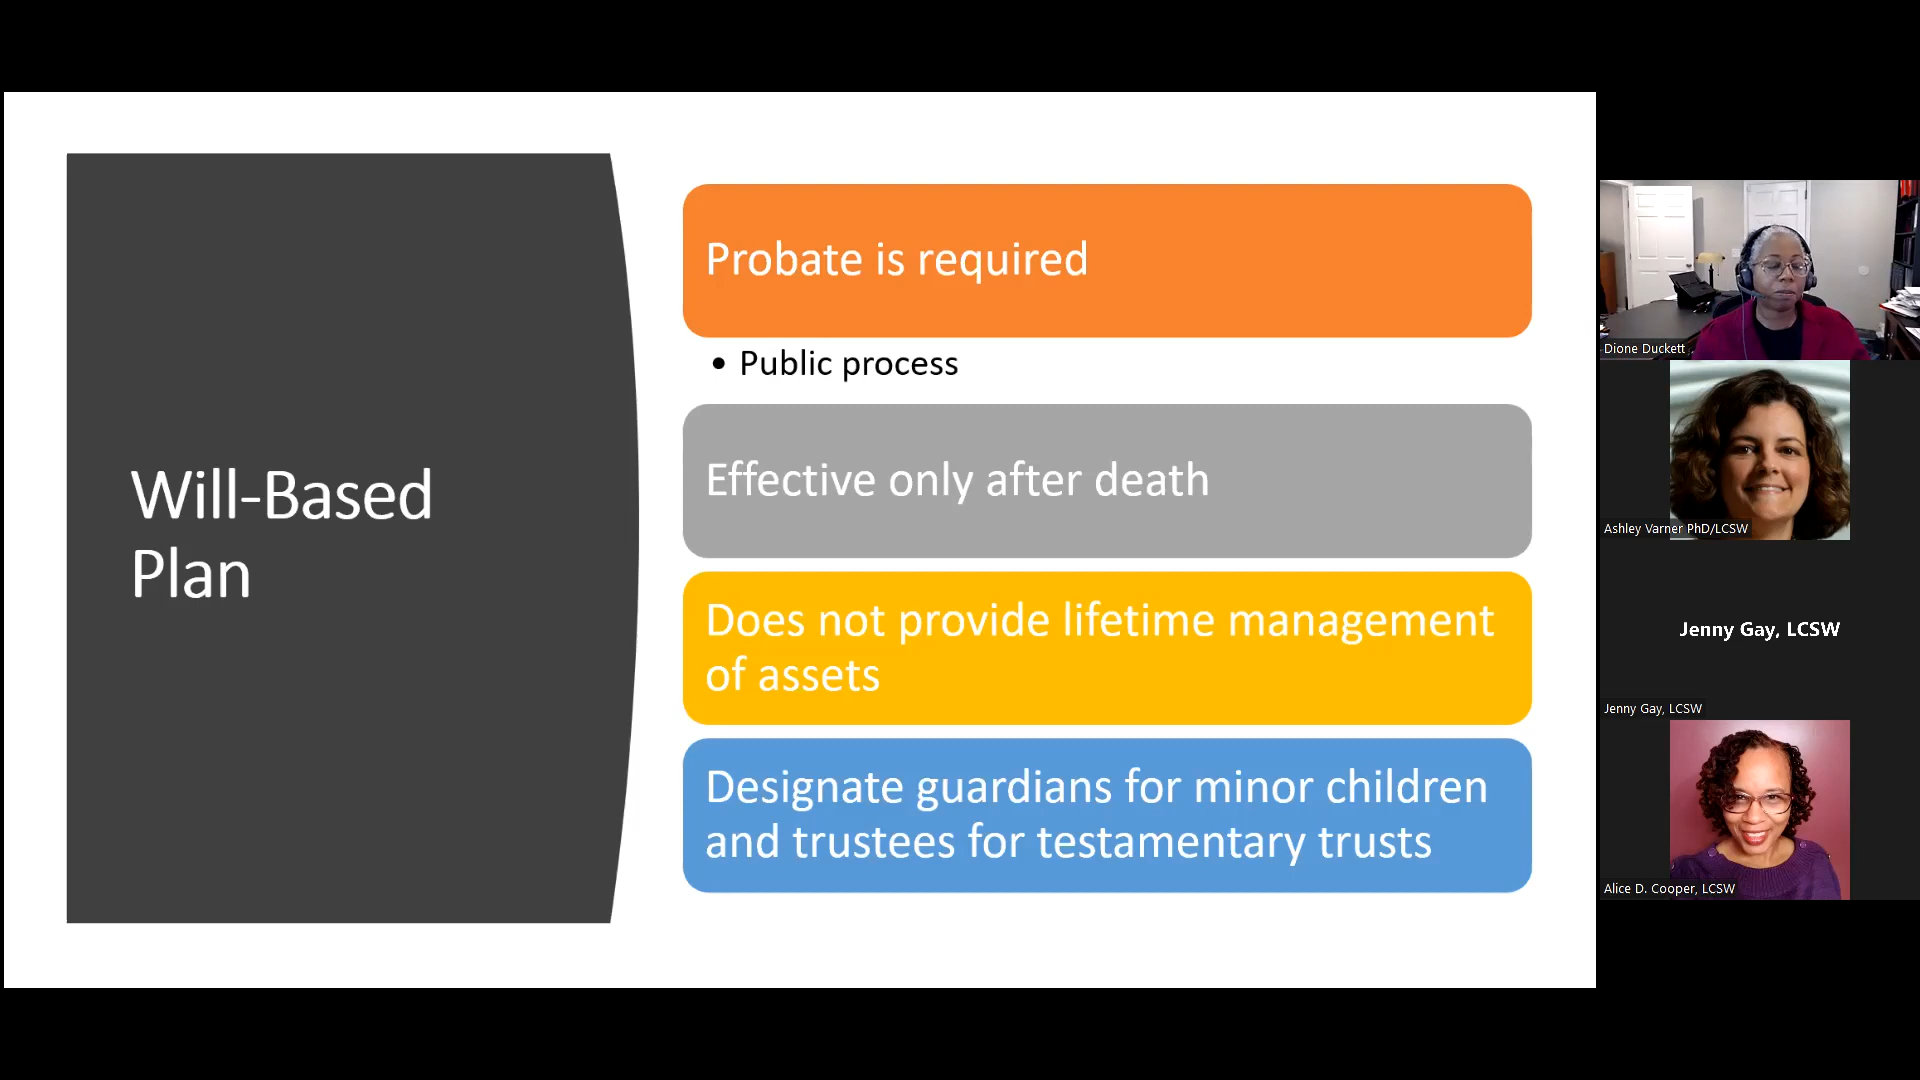 Will-Based
Plan
Probate is required
• Public process
Effective only after death
Does not provide lifetime management
of assets
Designate guardians for minor children
and trustees for testamentary trusts
Dione Duckett
Ashley Varner PhD/LCSW
Jenny Gay, LCSW
Jenny Gay, LCSW
Alice D. Cooper, LCSW